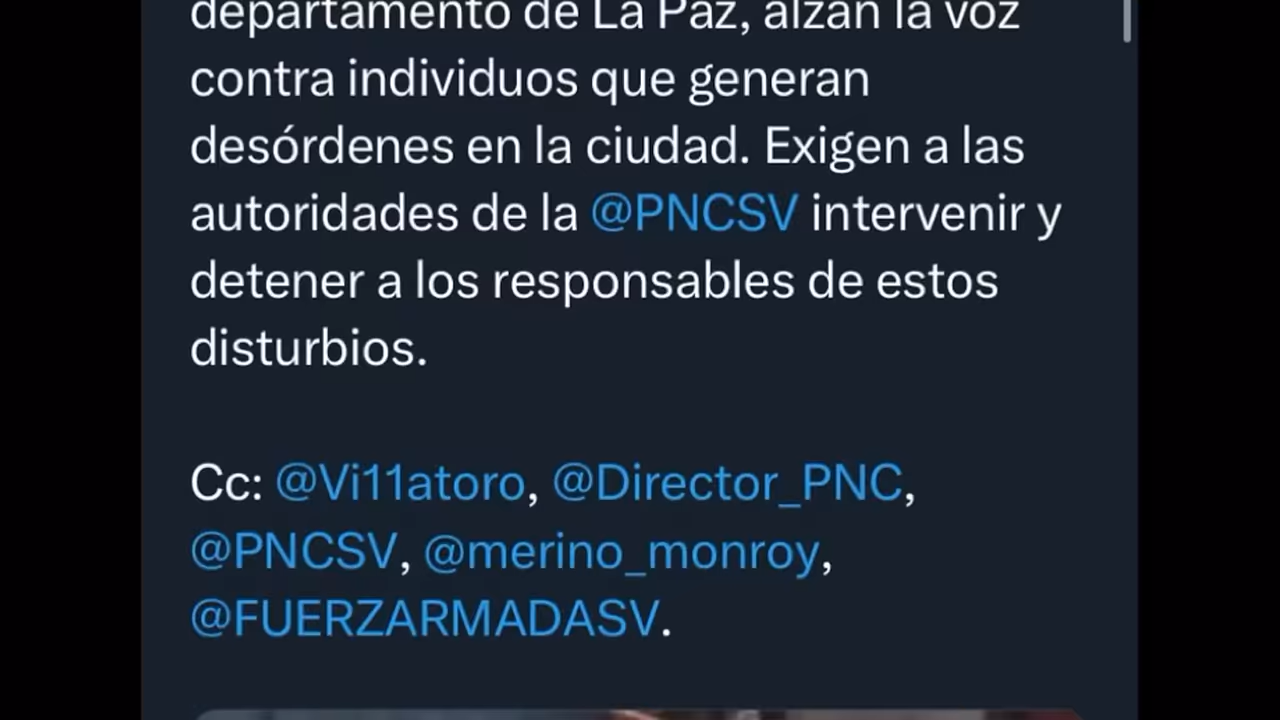 departamento de La Paz, alzan la voz
contra individuos que generan
desórdenes en la ciudad. Exigen a las
autoridades de la @PNCSV intervenir y
detener a los responsables de estos
disturbios.
Cc: @Vi11atoro, @Director_PNC,
@PNCSV, @merino_monroy,
@FUERZARMADASV.